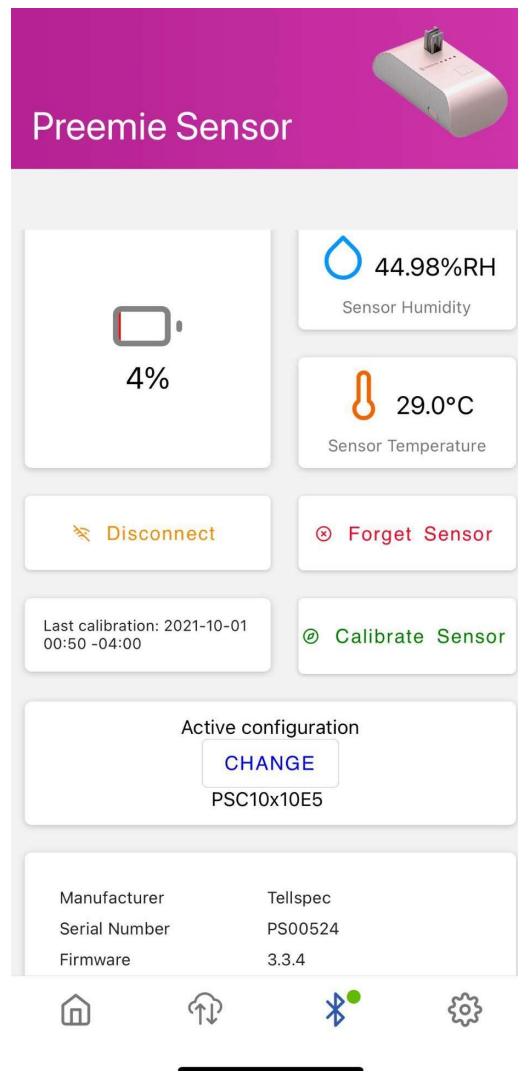 Preemie Sensor
4%
44.98%RH
Sensor Humidity
29.0°C
Sensor Temperature
Disconnect
Forget Sensor
Last calibration: 2021-10-01
00:50 -04:00
Calibrate Sensor
Active configuration
CHANGE
PSC10x10E5
Manufacturer Tellspec
Serial Number PS00524
Firmware 3.3.4